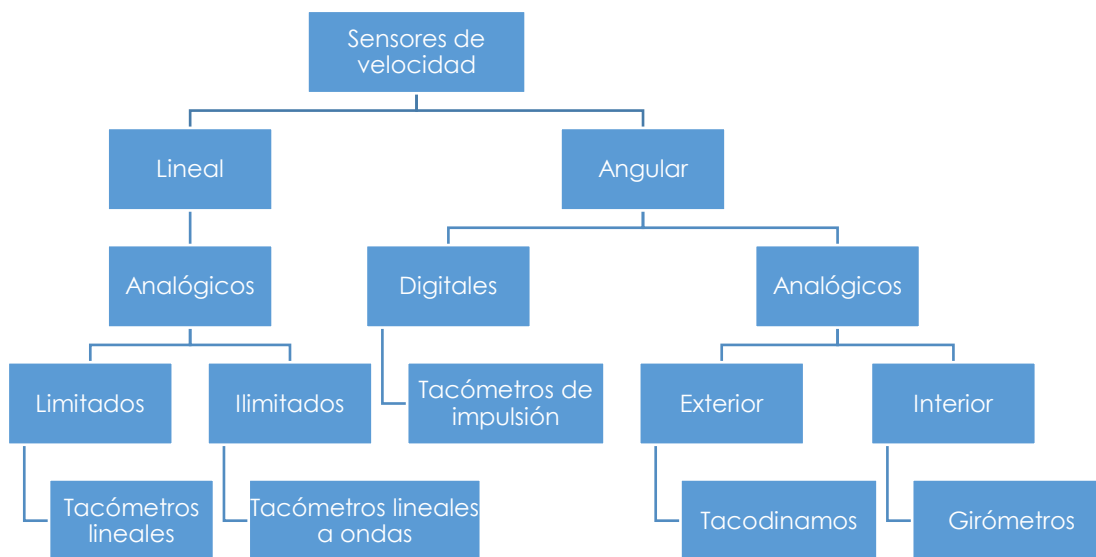 Sensores de
velocidad
Lineal
Angular
Analógicos
Digitales
Analógicos
Limitados
Ilimitados
Tacómetros de
impulsión
Exterior
Interior
Tacómetros
lineales
Tacómetros lineales
a ondas
Tacodinamos
Girómetros